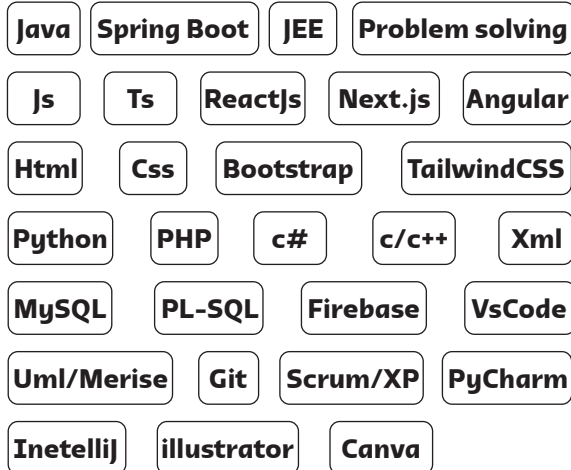 Java Spring Boot JEE Problem solving
Js Ts ReactJs Next.js Angular
Html Css Bootstrap TailwindCSS
Python PHP c# c/c++ Xml
MySQL PL-SQL Firebase VsCode
Uml/Merise Git Scrum/XP PyCharm
InetelliJ illustrator Canva